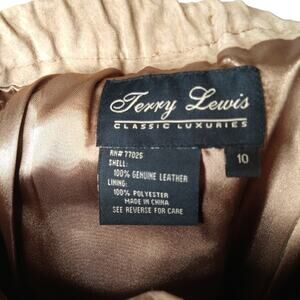 Terry Lewis
CLASSIC LUXURIES
10
RN# 77026
SHELL:
100% GENUINE LEATHER
LINING:
100% POLYESTER
MADE IN CHINA
SEE REVERSE FOR CARE